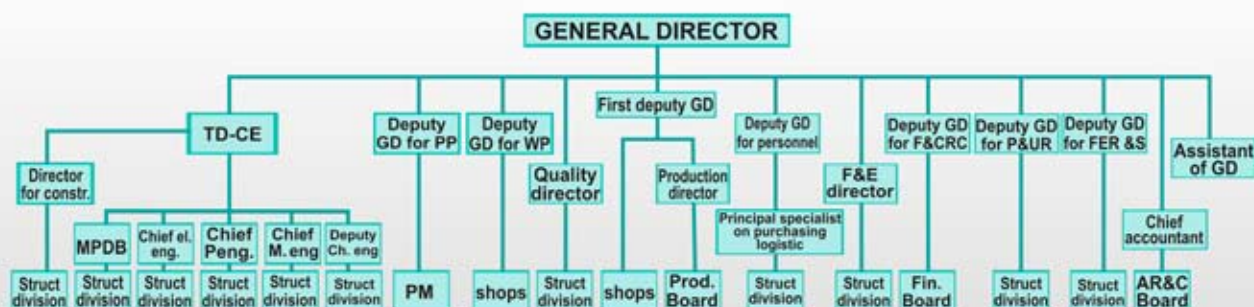 GENERAL DIRECTOR
TD-CE
Deputy
GD for PP
Deputy
GD for WP
Quality
director
First deputy GD
Deputy GD
for personnel
F&E
director
Deputy GD
for F&CRC
Deputy GD
for P&UR
Deputy GD
for FER &S
Assistant
of GD
Director
for constr.
Production
director
Principal specialist
on purchasing
logistic
Chief
accountant
MPDB
Chief el.
eng.
Chief
Peng.
Chief
M. eng
Deputy
Ch. eng
Struct
division
Struct
division
Struct
division
Struct
division
Struct
division
Struct
division
PM
shops
Struct
division
shops
Prod.
Board
Struct
division
Struct
division
Fin.
Board
Struct
division
Struct
division
AR&C
Board